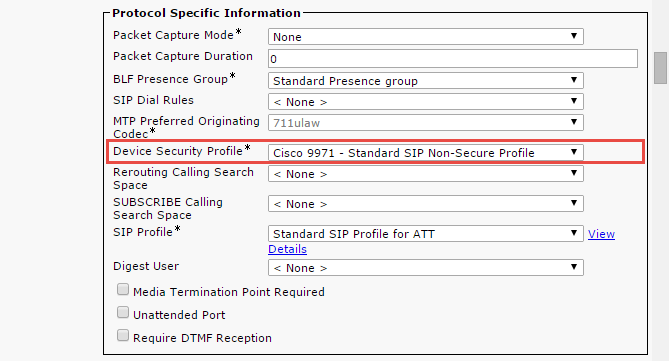 Protocol Specific Information
Packet Capture Mode* None
Packet Capture Duration 0
BLF Presence Group* Standard Presence group
SIP Dial Rules < None >
MTP Preferred Originating Codec* 711ulaw
Device Security Profile* Cisco 9971 - Standard SIP Non-Secure Profile
Rerouting Calling Search Space < None >
SUBSCRIBE Calling Search Space < None >
SIP Profile* Standard SIP Profile for ATT View Details
Digest User < None >
Media Termination Point Required
Unattended Port
Require DTMF Reception